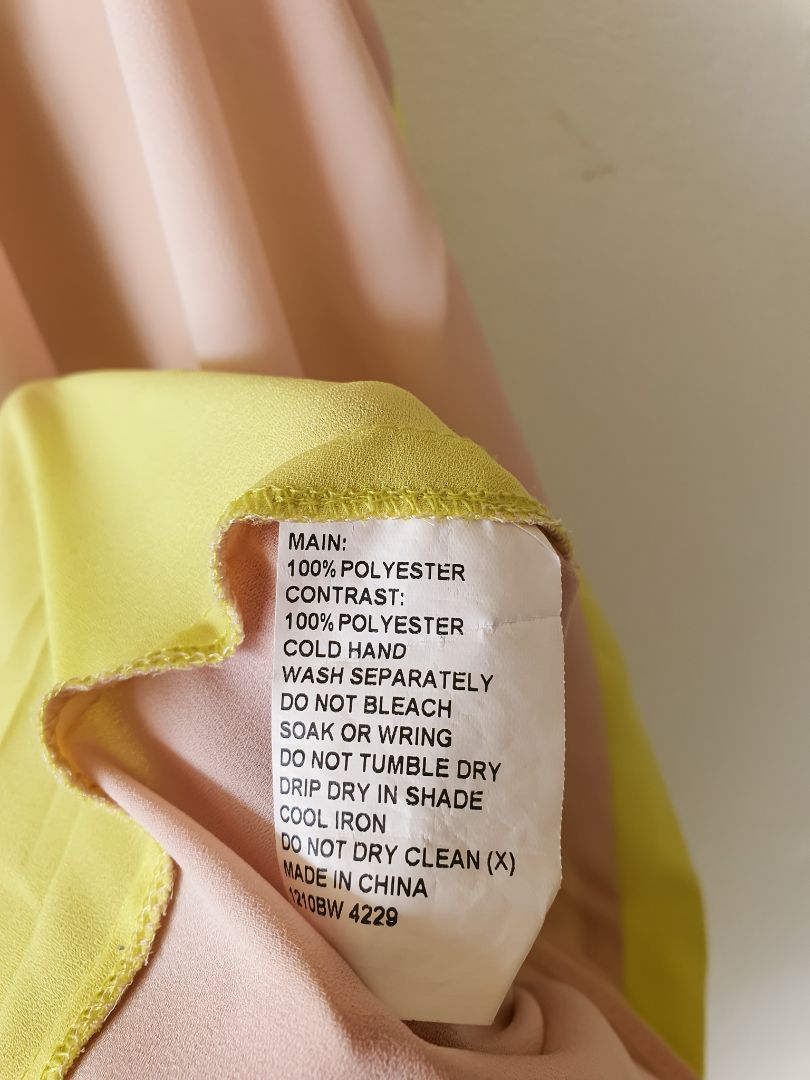 MAIN:
100% POLYESTER
CONTRAST:
100% POLYESTER
COLD HAND
WASH SEPARATELY
DO NOT BLEACH
SOAK OR WRING
DO NOT TUMBLE DRY
DRIP DRY IN SHADE
COOL IRON
DO NOT DRY CLEAN (X)
MADE IN CHINA
1210BW 4229